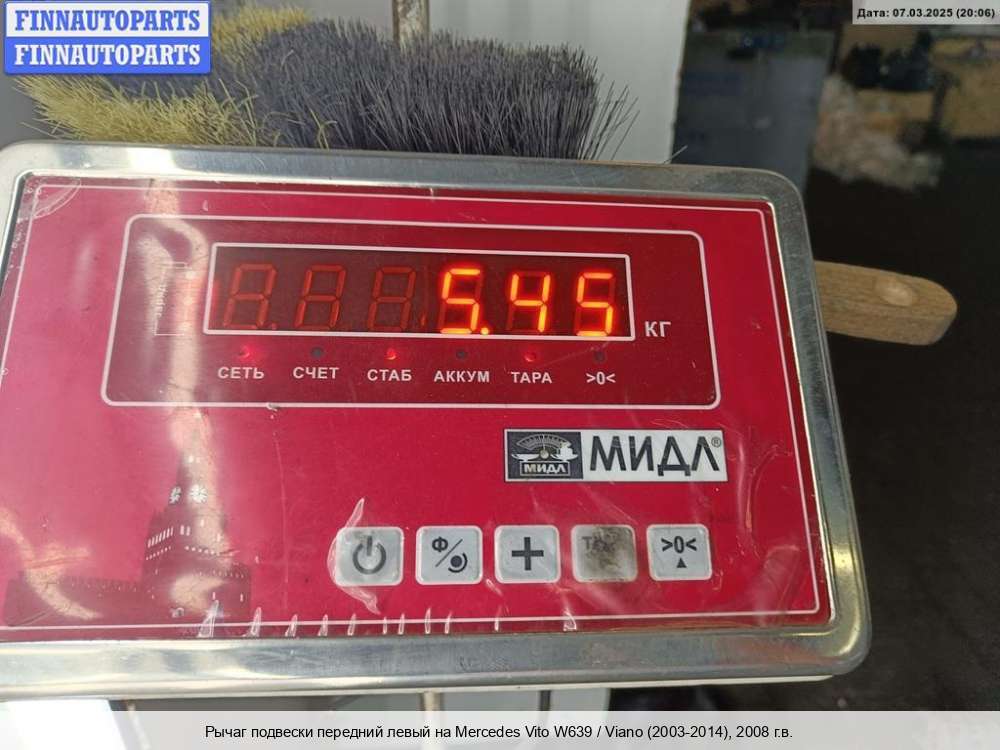 FINNAUTOPARTS
FINNAUTOPARTS
Дата: 07.03.2025 (20:06)
5.45
КГ
СЕТЬ СЧЕТ СТАБ АККУМ ТАРА >0<
МИДЛ МИДЛ®
Ф + >0<
Рычаг подвески передний левый на Mercedes Vito W639 / Viano (2003-2014), 2008 г.в.